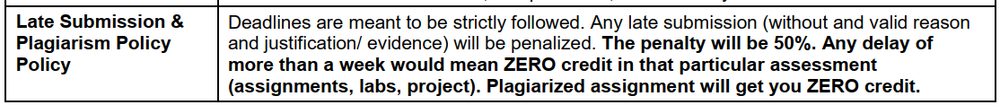 Late Submission &
Plagiarism Policy
Policy
Deadlines are meant to be strictly followed. Any late submission (without and valid reason
and justification/ evidence) will be penalized. The penalty will be 50%. Any delay of
more than a week would mean ZERO credit in that particular assessment
(assignments, labs, project). Plagiarized assignment will get you ZERO credit.